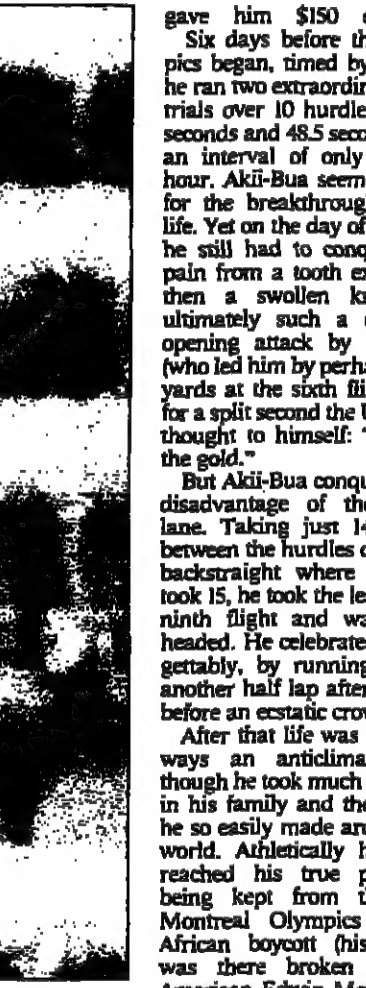 gave him $150
Six days before th
pics began, timed by
he ran two extraordin
trials over 10 hurdle
seconds and 48.5 seco
an interval of only
hour. Akii-Bua seem
for the breakthroug
life. Yet on the day of
he still had to conq
pain from a tooth ex
then a swollen k
ultimately such a
opening attack by
(who led him by perha
yards at the sixth fli
for a split second the U
thought to himself: "
the gold."
But Akii-Bua conqu
disadvantage of the
lane. Taking just 14
between the hurdles o
backstraight where
took 15, he took the le
ninth flight and wa
headed. He celebrate
gettably, by running
another half lap after
before an ecstatic crow
After that life was
ways an anticlima
though he took much
in his family and the
he so easily made aro
world. Athletically h
reached his true p
being kept from t
Montreal Olympics
African boycott (his
was there broken
American Edwin Mo